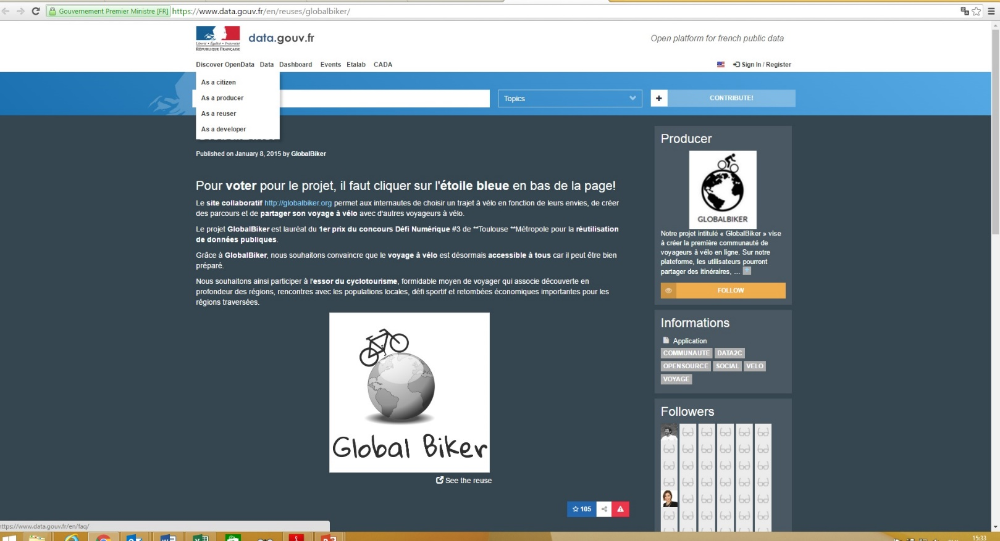 Gouvernement Premier Ministre [FR] https://www.data.gouv.fr/en/reuses/globalbiker/
Liberté • Égalité • Fraternité
RÉPUBLIQUE FRANÇAISE
data.gouv.fr
Open platform for french public data
Discover OpenData Data Dashboard Events Etalab CADA
Sign In / Register
As a citizen
As a producer
As a reuser
As a developer
Topics
CONTRIBUTE!
Published on January 8, 2015 by GlobalBiker
Pour voter pour le projet, il faut cliquer sur l'étoile bleue en bas de la page!
Le site collaboratif http://globalbiker.org permet aux internautes de choisir un trajet à vélo en fonction de leurs envies, de créer
des parcours et de partager son voyage à vélo avec d'autres voyageurs à vélo.
Le projet GlobalBiker est lauréat du 1er prix du concours Défi Numérique #3 de **Toulouse **Métropole pour la réutilisation
de données publiques.
Grâce à GlobalBiker, nous souhaitons convaincre que le voyage à vélo est désormais accessible à tous car il peut être bien
préparé.
Nous souhaitons ainsi participer à l'essor du cyclotourisme, formidable moyen de voyager qui associe découverte en
profondeur des régions, rencontres avec les populations locales, défi sportif et retombées économiques importantes pour les
régions traversées.
Global Biker
See the reuse
105
Producer
GLOBALBIKER
Notre projet intitulé « GlobalBiker » vise
à créer la première communauté de
voyageurs à vélo en ligne. Sur notre
plateforme, les utilisateurs pourront
partager des itinéraires, ...
FOLLOW
Informations
Application
COMMUNAUTE DATA2C
OPENSOURCE SOCIAL VELO
VOYAGE
Followers
https://www.data.gouv.fr/en/faq/
15:33